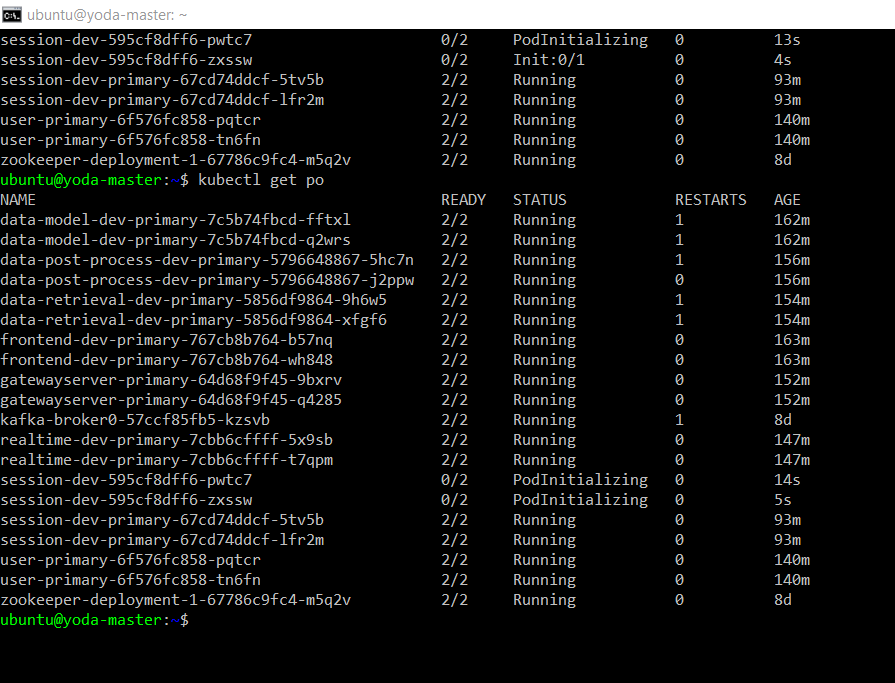 ubuntu@yoda-master: ~
session-dev-595cf8dff6-pwtc7 0/2 PodInitializing 0 13s
session-dev-595cf8dff6-zxssw 0/2 Init:0/1 0 4s
session-dev-primary-67cd74ddcf-5tv5b 2/2 Running 0 93m
session-dev-primary-67cd74ddcf-lfr2m 2/2 Running 0 93m
user-primary-6f576fc858-pqtcr 2/2 Running 0 140m
user-primary-6f576fc858-tn6fn 2/2 Running 0 140m
zookeeper-deployment-1-67786c9fc4-m5q2v 2/2 Running 0 8d
ubuntu@yoda-master:~$ kubectl get po
NAME READY STATUS RESTARTS AGE
data-model-dev-primary-7c5b74fbcd-fftxl 2/2 Running 1 162m
data-model-dev-primary-7c5b74fbcd-q2wrs 2/2 Running 1 162m
data-post-process-dev-primary-5796648867-5hc7n 2/2 Running 1 156m
data-post-process-dev-primary-5796648867-j2ppw 2/2 Running 0 156m
data-retrieval-dev-primary-5856df9864-9h6w5 2/2 Running 1 154m
data-retrieval-dev-primary-5856df9864-xfgf6 2/2 Running 1 154m
frontend-dev-primary-767cb8b764-b57nq 2/2 Running 0 163m
frontend-dev-primary-767cb8b764-wh848 2/2 Running 0 163m
gatewayserver-primary-64d68f9f45-9bxrv 2/2 Running 0 152m
gatewayserver-primary-64d68f9f45-q4285 2/2 Running 0 152m
kafka-broker0-57ccf85fb5-kzsvb 2/2 Running 1 8d
realtime-dev-primary-7cbb6cffff-5x9sb 2/2 Running 0 147m
realtime-dev-primary-7cbb6cffff-t7qpm 2/2 Running 0 147m
session-dev-595cf8dff6-pwtc7 0/2 PodInitializing 0 14s
session-dev-595cf8dff6-zxssw 0/2 PodInitializing 0 5s
session-dev-primary-67cd74ddcf-5tv5b 2/2 Running 0 93m
session-dev-primary-67cd74ddcf-lfr2m 2/2 Running 0 93m
user-primary-6f576fc858-pqtcr 2/2 Running 0 140m
user-primary-6f576fc858-tn6fn 2/2 Running 0 140m
zookeeper-deployment-1-67786c9fc4-m5q2v 2/2 Running 0 8d
ubuntu@yoda-master:~$